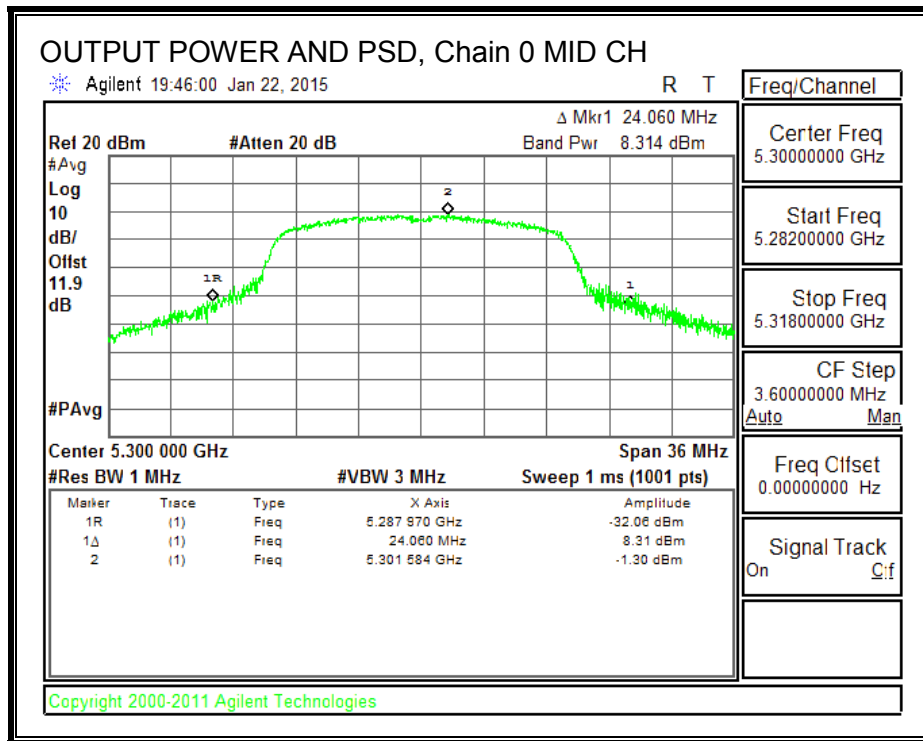 OUTPUT POWER AND PSD, Chain 0 MID CH
Agilent 19:46:00 Jan 22, 2015 R T
Freq/Channel
Δ Mkr1 24.060 MHz
Ref 20 dBm #Atten 20 dB Band Pwr 8.314 dBm
#Avg
Log
10
dB/
Offst
11.9
dB
#PAvg
2
1R
1
Center 5.300 000 GHz Span 36 MHz
#Res BW 1 MHz #VBW 3 MHz Sweep 1 ms (1001 pts)
Marker Trace Type X Axis Amplitude
1R (1) Freq 5.287 970 GHz -32.06 dBm
1Δ (1) Freq 24.060 MHz 8.31 dBm
2 (1) Freq 5.301 584 GHz -1.30 dBm
Center Freq
5.30000000 GHz
Start Freq
5.28200000 GHz
Stop Freq
5.31800000 GHz
CF Step
3.60000000 MHz
Auto Man
Freq Offset
0.00000000 Hz
Signal Track
On Off
Copyright 2000-2011 Agilent Technologies